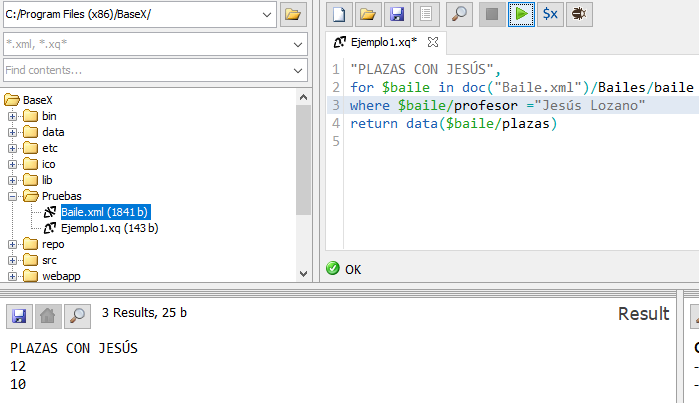 C:/Program Files (x86)/BaseX/
*.xml, *.xq*
Find contents...
BaseX
bin
data
etc
ico
lib
Pruebas
Baile.xml (1841 b)
Ejemplo1.xq (143 b)
repo
src
webapp
$x
Ejemplo1.xq*
1 "PLAZAS CON JESÚS",
2 for $baile in doc("Baile.xml")/Bailes/baile
3 where $baile/profesor ="Jesús Lozano"
4 return data($baile/plazas)
5
OK
3 Results, 25 b
Result
PLAZAS CON JESÚS
12
10